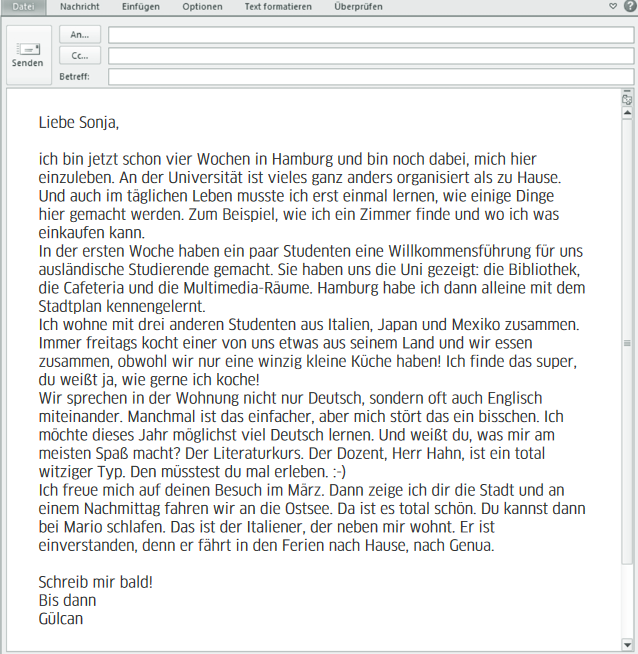 Datei Nachricht Einfügen Optionen Text formatieren Überprüfen
An...
Senden
Cc...
Betreff:
Liebe Sonja,
ich bin jetzt schon vier Wochen in Hamburg und bin noch dabei, mich hier
einzuleben. An der Universität ist vieles ganz anders organisiert als zu Hause.
Und auch im täglichen Leben musste ich erst einmal lernen, wie einige Dinge
hier gemacht werden. Zum Beispiel, wie ich ein Zimmer finde und wo ich was
einkaufen kann.
In der ersten Woche haben ein paar Studenten eine Willkommensführung für uns
ausländische Studierende gemacht. Sie haben uns die Uni gezeigt: die Bibliothek,
die Cafeteria und die Multimedia-Räume. Hamburg habe ich dann alleine mit dem
Stadtplan kennengelernt.
Ich wohne mit drei anderen Studenten aus Italien, Japan und Mexiko zusammen.
Immer freitags kocht einer von uns etwas aus seinem Land und wir essen
zusammen, obwohl wir nur eine winzig kleine Küche haben! Ich finde das super,
du weißt ja, wie gerne ich koche!
Wir sprechen in der Wohnung nicht nur Deutsch, sondern oft auch Englisch
miteinander. Manchmal ist das einfacher, aber mich stört das ein bisschen. Ich
möchte dieses Jahr möglichst viel Deutsch lernen. Und weißt du, was mir am
meisten Spaß macht? Der Literaturkurs. Der Dozent, Herr Hahn, ist ein total
witziger Typ. Den müsstest du mal erleben. :-)
Ich freue mich auf deinen Besuch im März. Dann zeige ich dir die Stadt und an
einem Nachmittag fahren wir an die Ostsee. Da ist es total schön. Du kannst dann
bei Mario schlafen. Das ist der Italiener, der neben mir wohnt. Er ist
einverstanden, denn er fährt in den Ferien nach Hause, nach Genua.
Schreib mir bald!
Bis dann
Gülcan